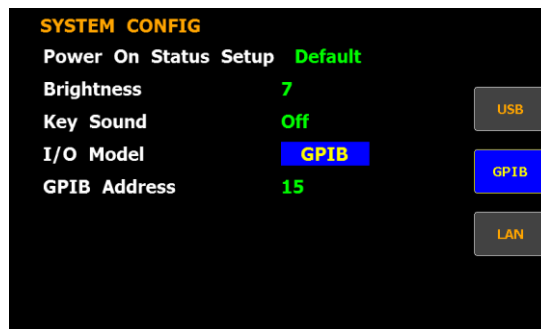 SYSTEM CONFIG
Power On Status Setup Default
Brightness 7
Key Sound Off
I/O Model GPIB
GPIB Address 15
USB
GPIB
LAN